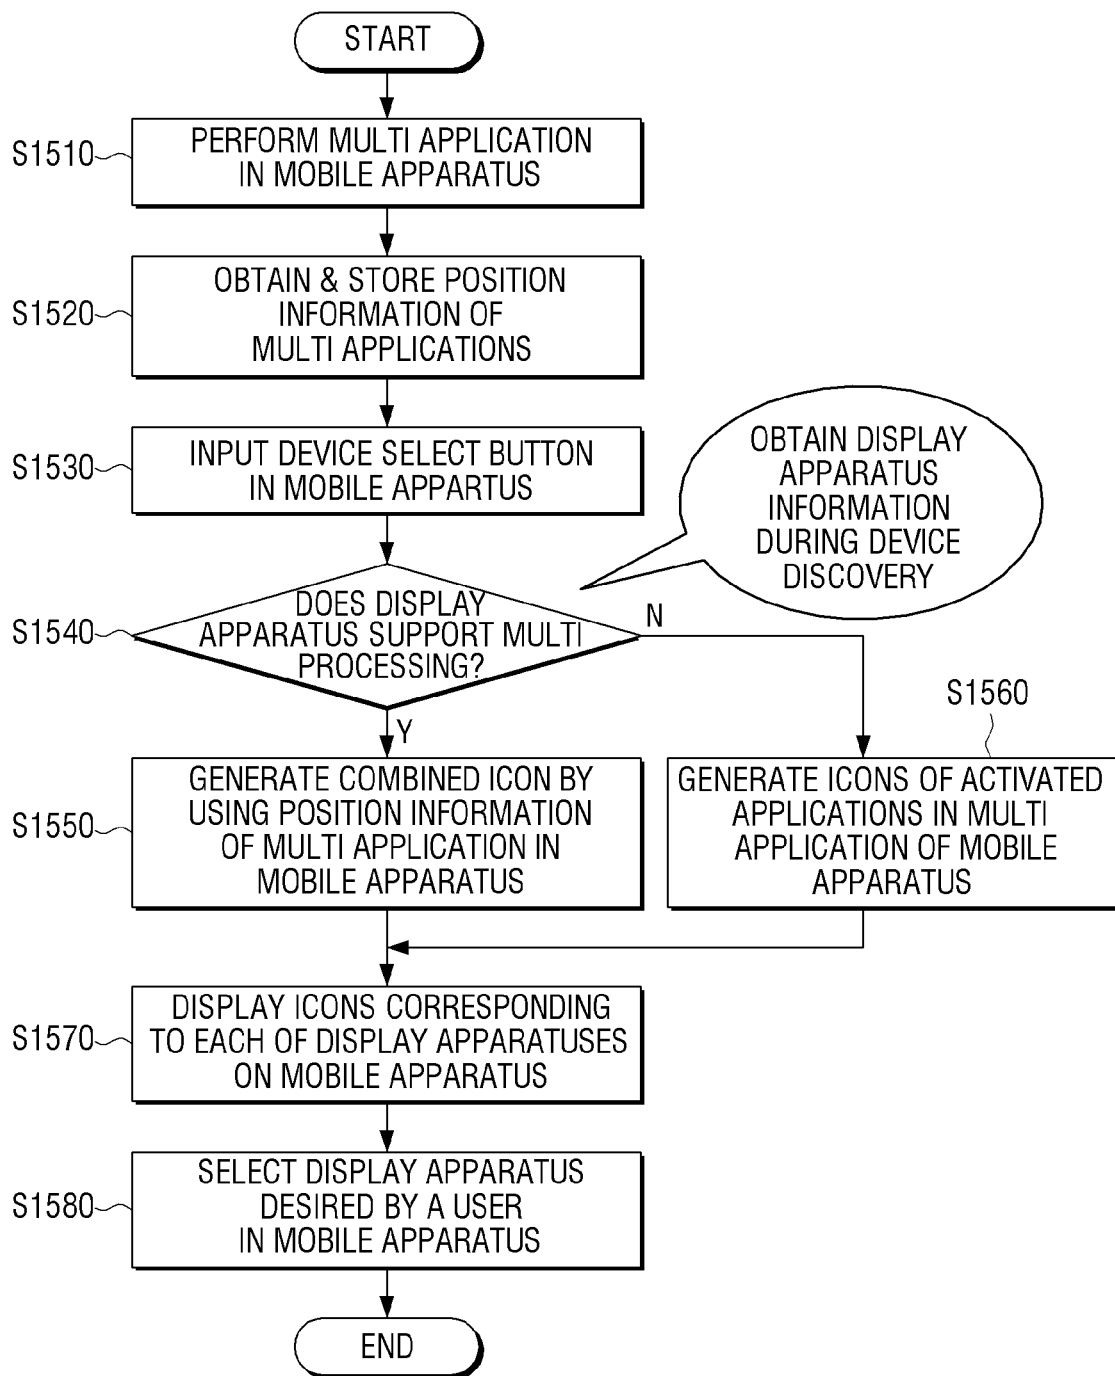 START
S1510
PERFORM MULTI APPLICATION
IN MOBILE APPARATUS
S1520
OBTAIN & STORE POSITION
INFORMATION OF
MULTI APPLICATIONS
S1530
INPUT DEVICE SELECT BUTTON
IN MOBILE APPARTUS
OBTAIN DISPLAY
APPARATUS
INFORMATION
DURING DEVICE
DISCOVERY
S1540
DOES DISPLAY
APPARATUS SUPPORT MULTI
PROCESSING?
N
Y
S1550
GENERATE COMBINED ICON BY
USING POSITION INFORMATION
OF MULTI APPLICATION IN
MOBILE APPARATUS
S1560
GENERATE ICONS OF ACTIVATED
APPLICATIONS IN MULTI
APPLICATION OF MOBILE
APPARATUS
S1570
DISPLAY ICONS CORRESPONDING
TO EACH OF DISPLAY APPARATUSES
ON MOBILE APPARATUS
S1580
SELECT DISPLAY APPARATUS
DESIRED BY A USER
IN MOBILE APPARATUS
END